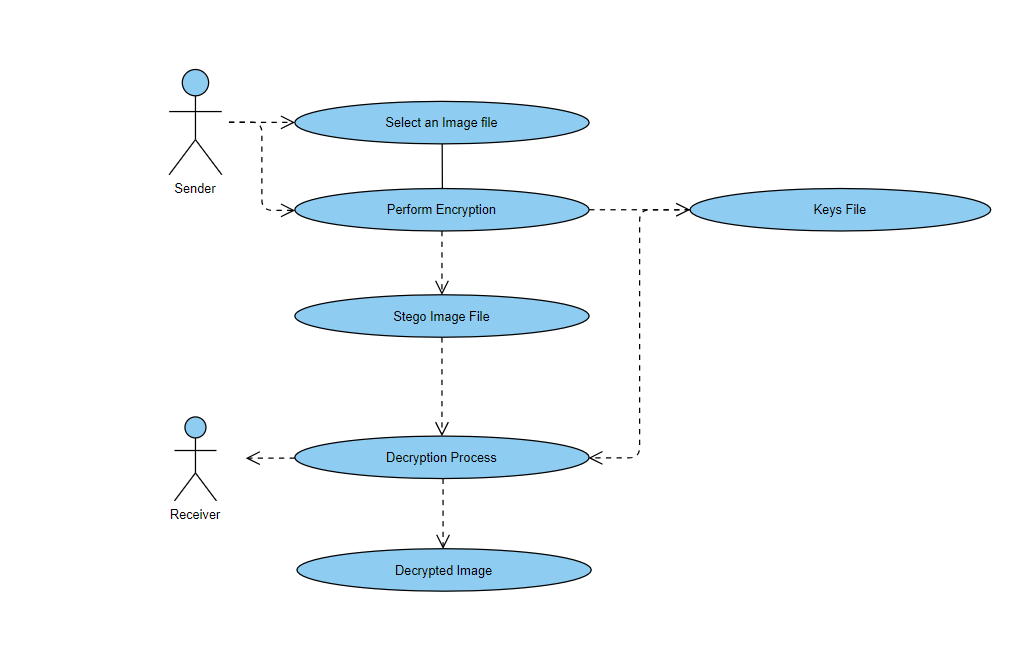 Select an Image file
Sender
Perform Encryption
Keys File
Stego Image File
Decryption Process
Receiver
Decrypted Image